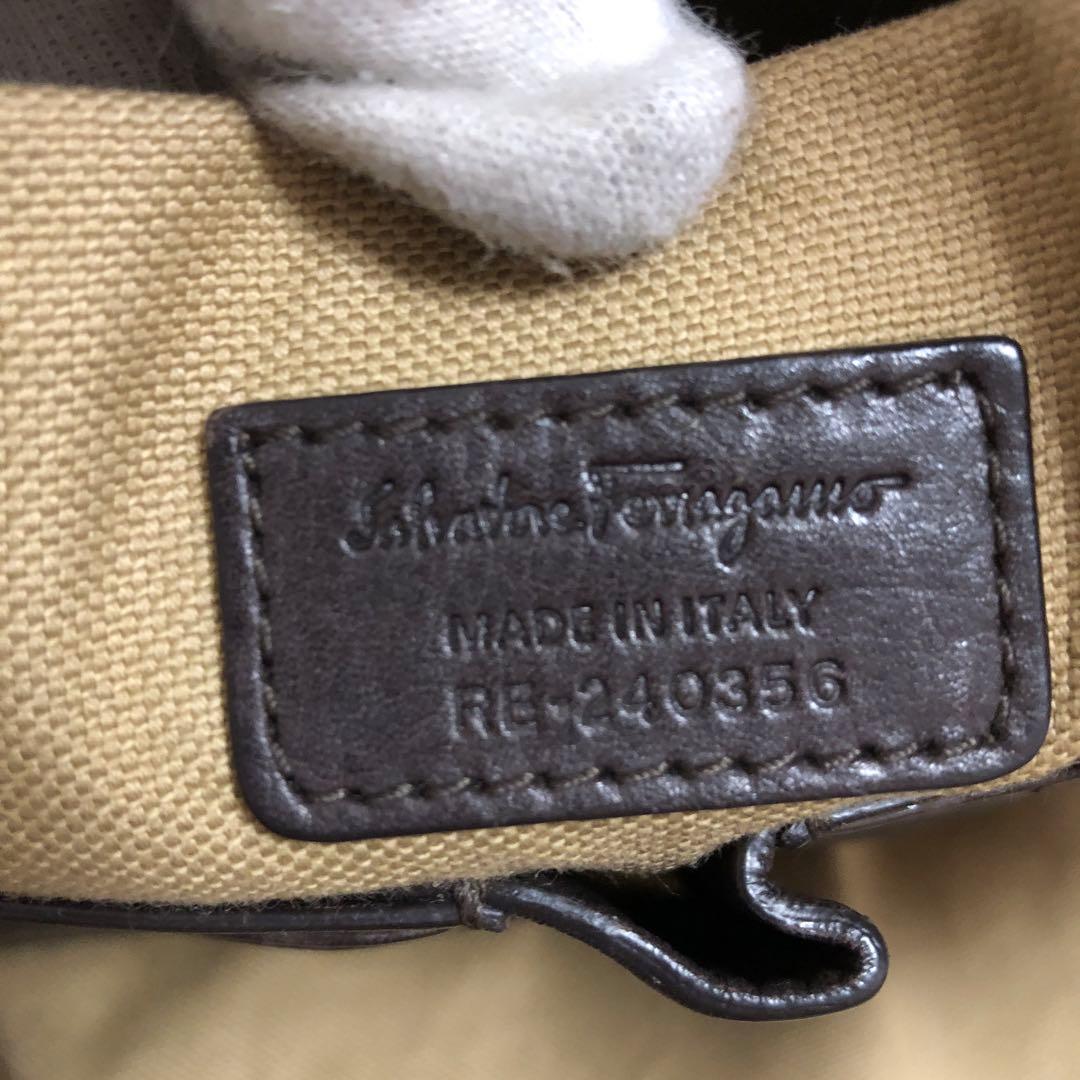 Salvatore Ferragamo
MADE IN ITALY
RE-240356